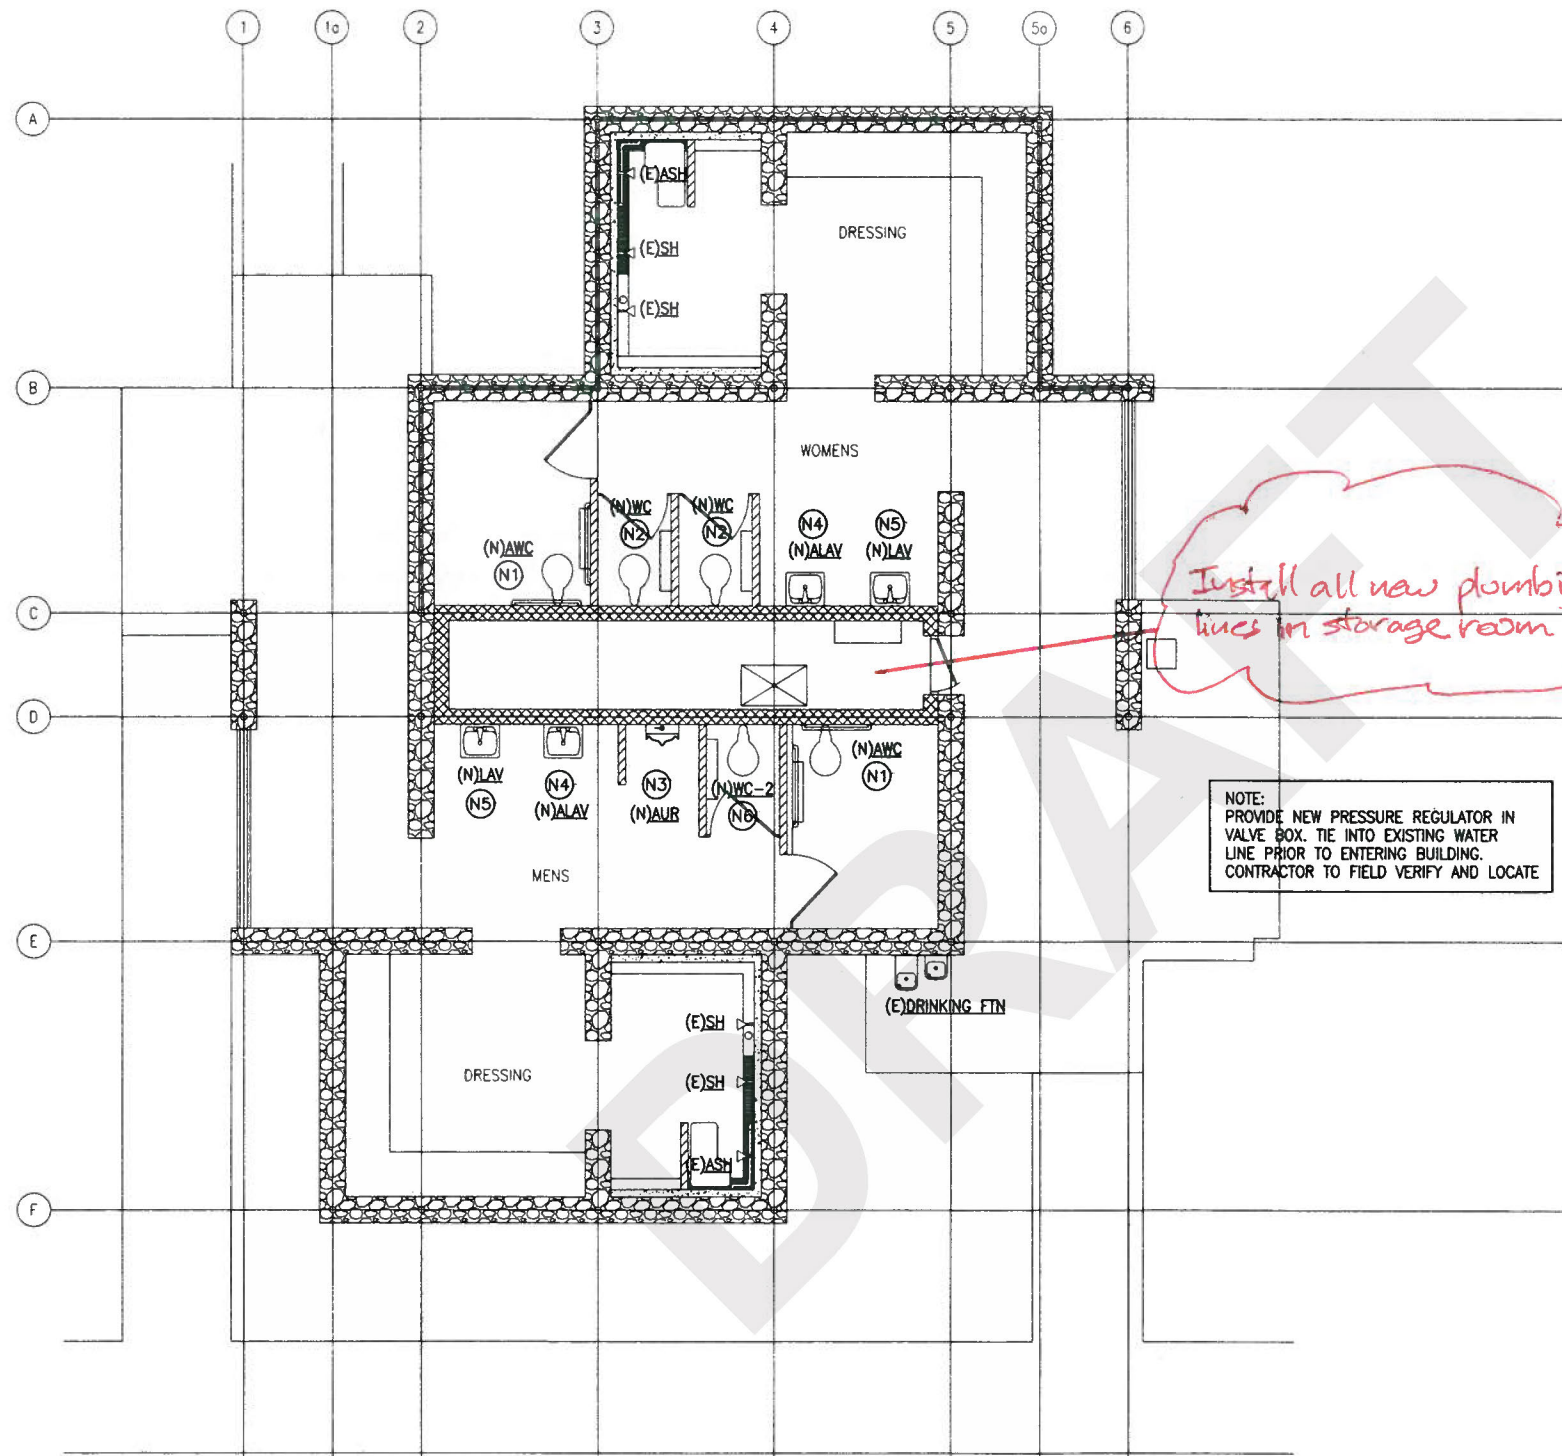 1 1a 2 3 4 5 5a 6
A
(E)ASH
DRESSING
(E)SH
(E)SH
B
WOMENS
(N)WC (N)WC
N2 N2 N4 N5
(N)AWC (N)ALAV (N)LAV
N1
Install all new
lines in storage room
C
D
(N)LAV N4 N3 (N)WC-2 (N)AWC
N5 (N)ALAV (N)AUR N6 N1
NOTE:
PROVIDE NEW PRESSURE REGULATOR IN
VALVE BOX. TIE INTO EXISTING WATER
LINE PRIOR TO ENTERING BUILDING.
CONTRACTOR TO FIELD VERIFY AND LOCATE
MENS
E
(E)DRINKING FTN
(E)SH
DRESSING
(E)SH
(E)ASH
F
DRAFT